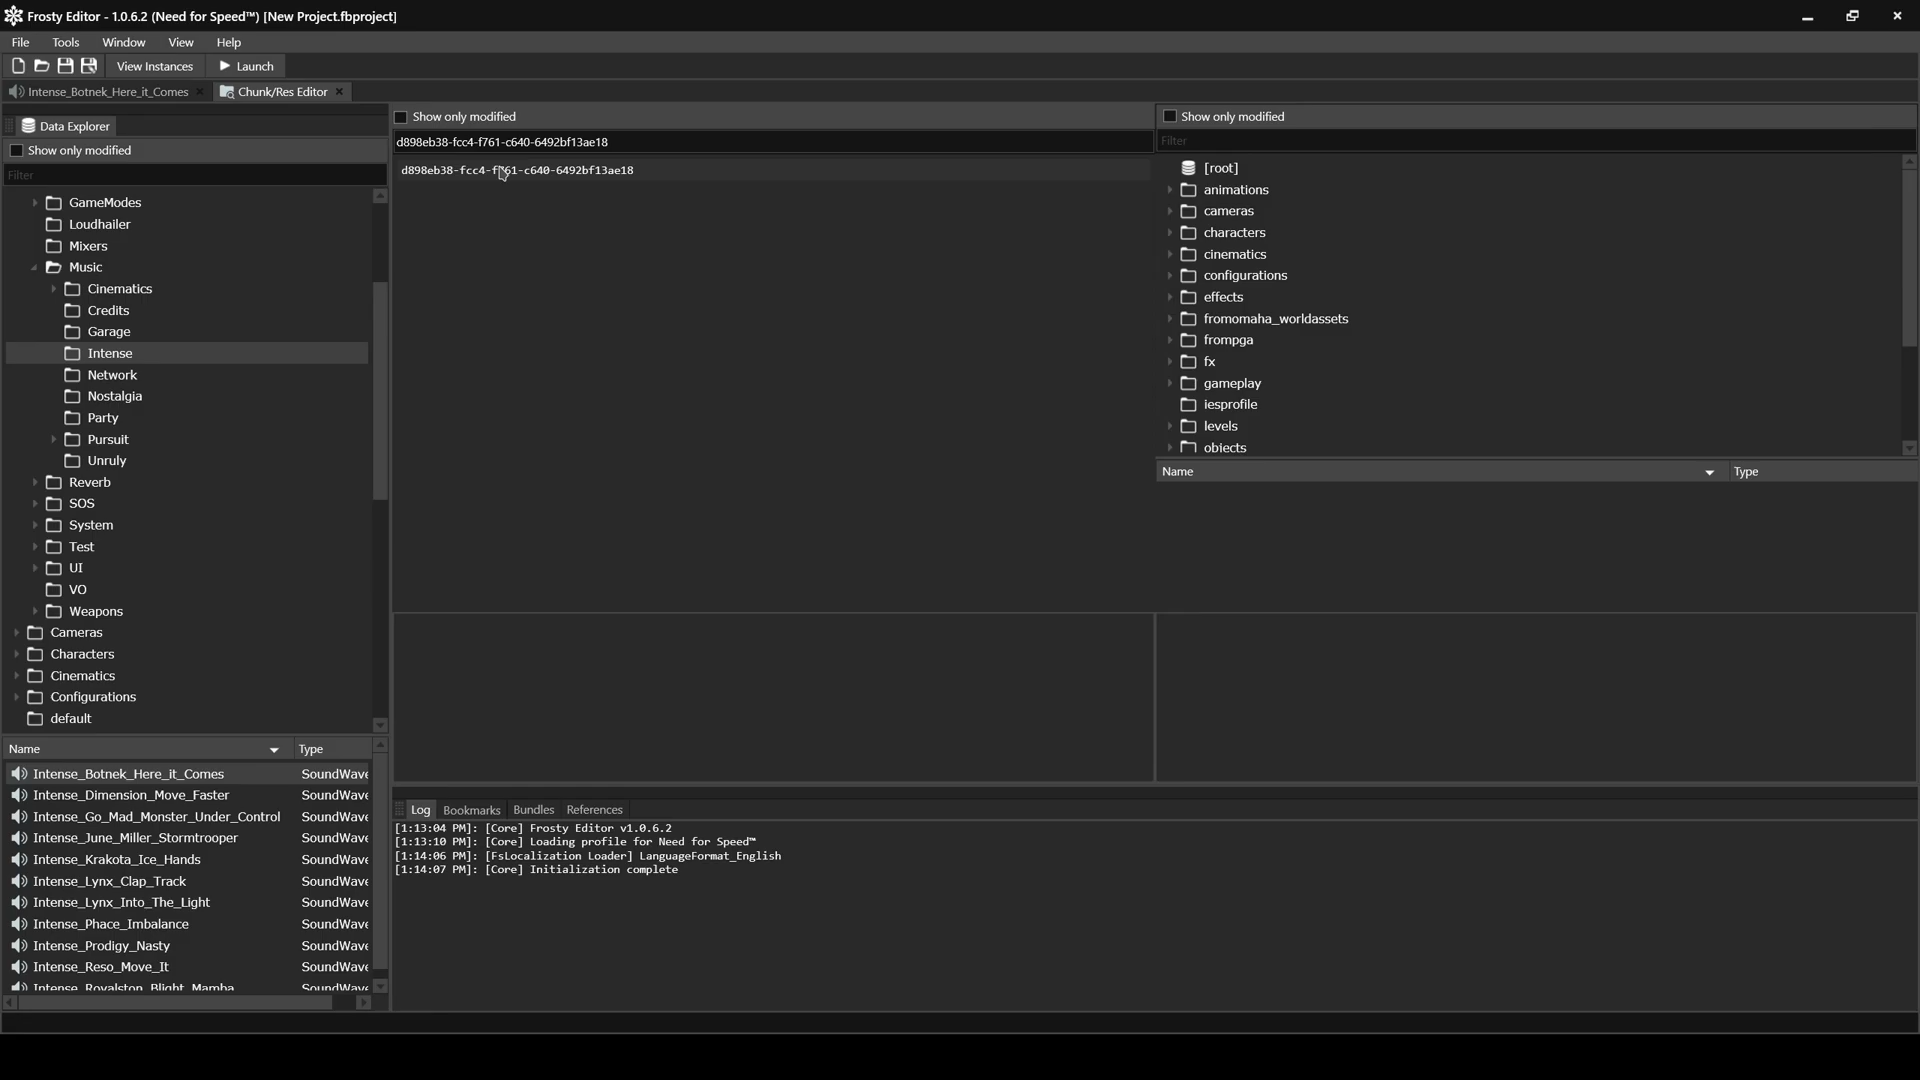 Frosty Editor - 1.0.6.2 (Need for Speed™) [New Project.fbproject]
File Tools Window View Help
View Instances Launch
Intense_Botnek_Here_it_Comes Chunk/Res Editor
Data Explorer
Show only modified
Filter
GameModes
Loudhailer
Mixers
Music
Cinematics
Credits
Garage
Intense
Network
Nostalgia
Party
Pursuit
Unruly
Reverb
SOS
System
Test
UI
VO
Weapons
Cameras
Characters
Cinematics
Configurations
default
Name Type
Intense_Botnek_Here_it_Comes SoundWave
Intense_Dimension_Move_Faster SoundWave
Intense_Go_Mad_Monster_Under_Control SoundWave
Intense_June_Miller_Stormtrooper SoundWave
Intense_Krakota_Ice_Hands SoundWave
Intense_Lynx_Clap_Track SoundWave
Intense_Lynx_Into_The_Light SoundWave
Intense_Phace_Imbalance SoundWave
Intense_Prodigy_Nasty SoundWave
Intense_Reso_Move_It SoundWave
Intense_Royalston_Blight_Mamba SoundWave
Show only modified
d898eb38-fcc4-f761-c640-6492bf13ae18
d898eb38-fcc4-f761-c640-6492bf13ae18
Show only modified
Filter
[root]
animations
cameras
characters
cinematics
configurations
effects
fromomaha_worldassets
frompga
fx
gameplay
iesprofile
levels
objects
Name Type
Log Bookmarks Bundles References
[1:13:04 PM]: [Core] Frosty Editor v1.0.6.2
[1:13:10 PM]: [Core] Loading profile for Need for Speed™
[1:14:06 PM]: [FsLocalization Loader] LanguageFormat_English
[1:14:07 PM]: [Core] Initialization complete